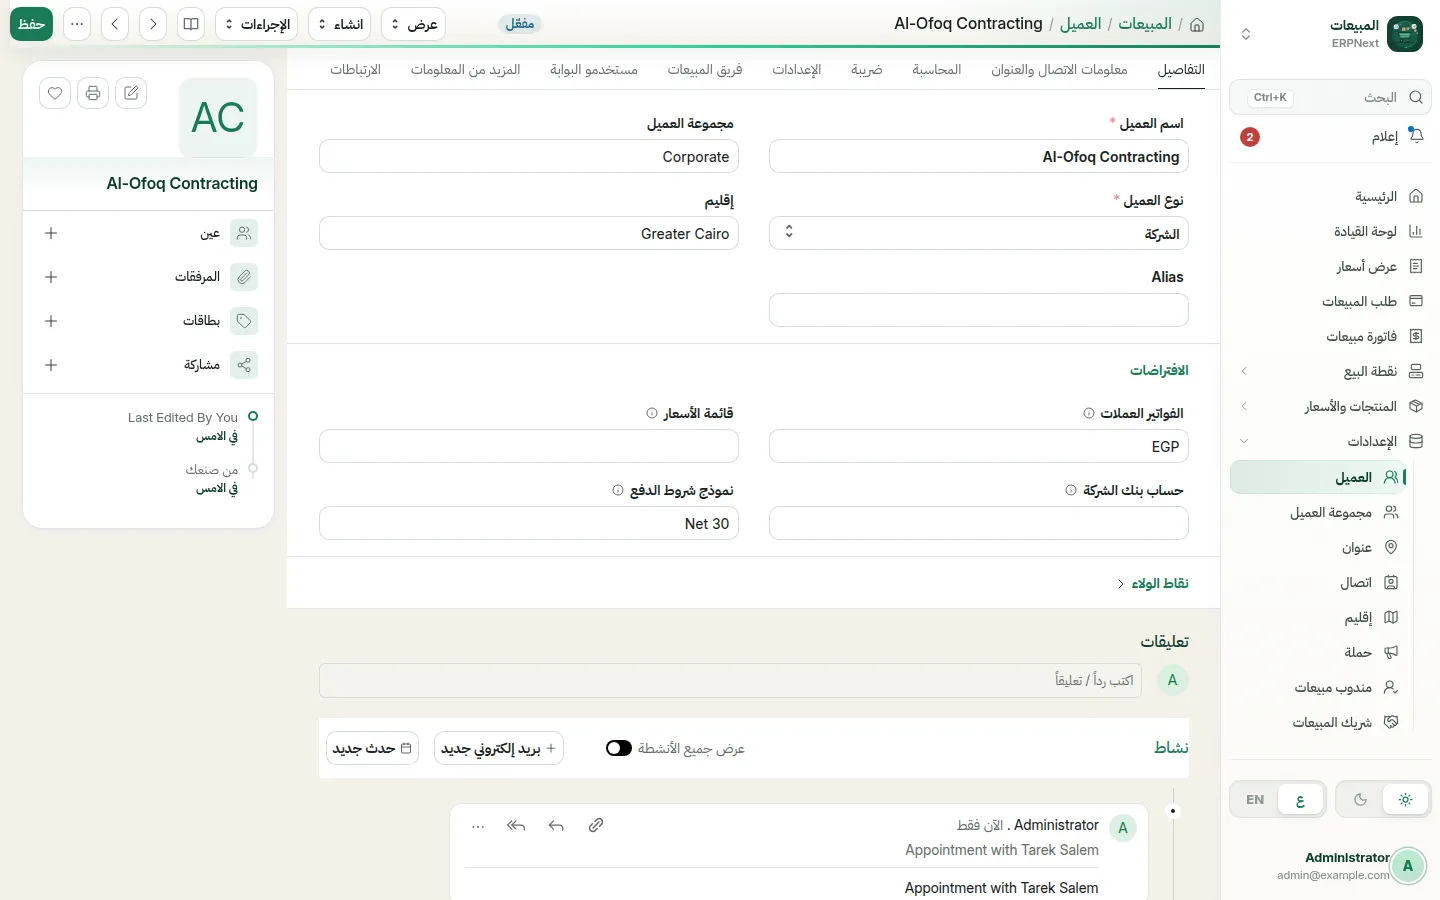 المبيعات
ERPNext
البحث
Ctrl+K
إعلام
2
الرئيسية
لوحة القيادة
عرض أسعار
طلب المبيعات
فاتورة مبيعات
نقطة البيع
المنتجات والأسعار
الإعدادات
العميل
مجموعة العميل
عنوان
اتصال
إقليم
حملة
مندوب مبيعات
شريك المبيعات
ع
EN
Administrator
admin@example.com
A
/ المبيعات / العميل / Al-Ofoq Contracting
مفعّل
عرض
انشاء
الإجراءات
حفظ
التفاصيل
معلومات الاتصال والعنوان
المحاسبة
ضريبة
الإعدادات
فريق المبيعات
مستخدمو البوابة
المزيد من المعلومات
الارتباطات
اسم العميل *
Al-Ofoq Contracting
مجموعة العميل
Corporate
نوع العميل *
الشركة
إقليم
Greater Cairo
Alias
الافتراضات
الفواتير العملات
EGP
قائمة الأسعار
حساب بنك الشركة
نموذج شروط الدفع
Net 30
نقاط الولاء
تعليقات
A
اكتب رداً / تعليقاً
نشاط
عرض جميع الأنشطة
بريد إلكتروني جديد
حدث جديد
A
Administrator . الآن فقط
Appointment with Tarek Salem
Appointment with Tarek Salem
AC
Al-Ofoq Contracting
عين
المرفقات
بطاقات
مشاركة
Last Edited By You
في الامس
من صنعك
في الامس